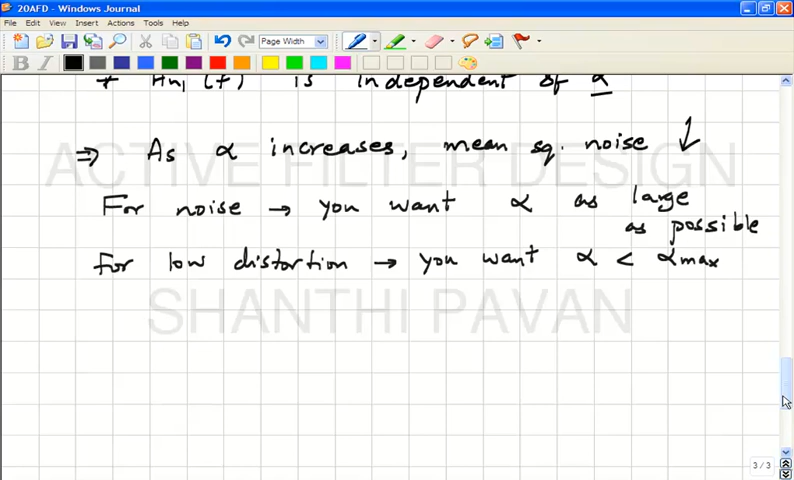 20AFD - Windows Journal
File Edit View Insert Actions Tools Help
Page Width
B I
+ Hn1 (f) is independent of α
⇒ As α increases, mean sq. noise ↓
ACTIVE FILTER DESIGN
For noise → you want α as large
as possible
For low distortion → you want α < αmax
SHANTHI PAVAN
3 / 3